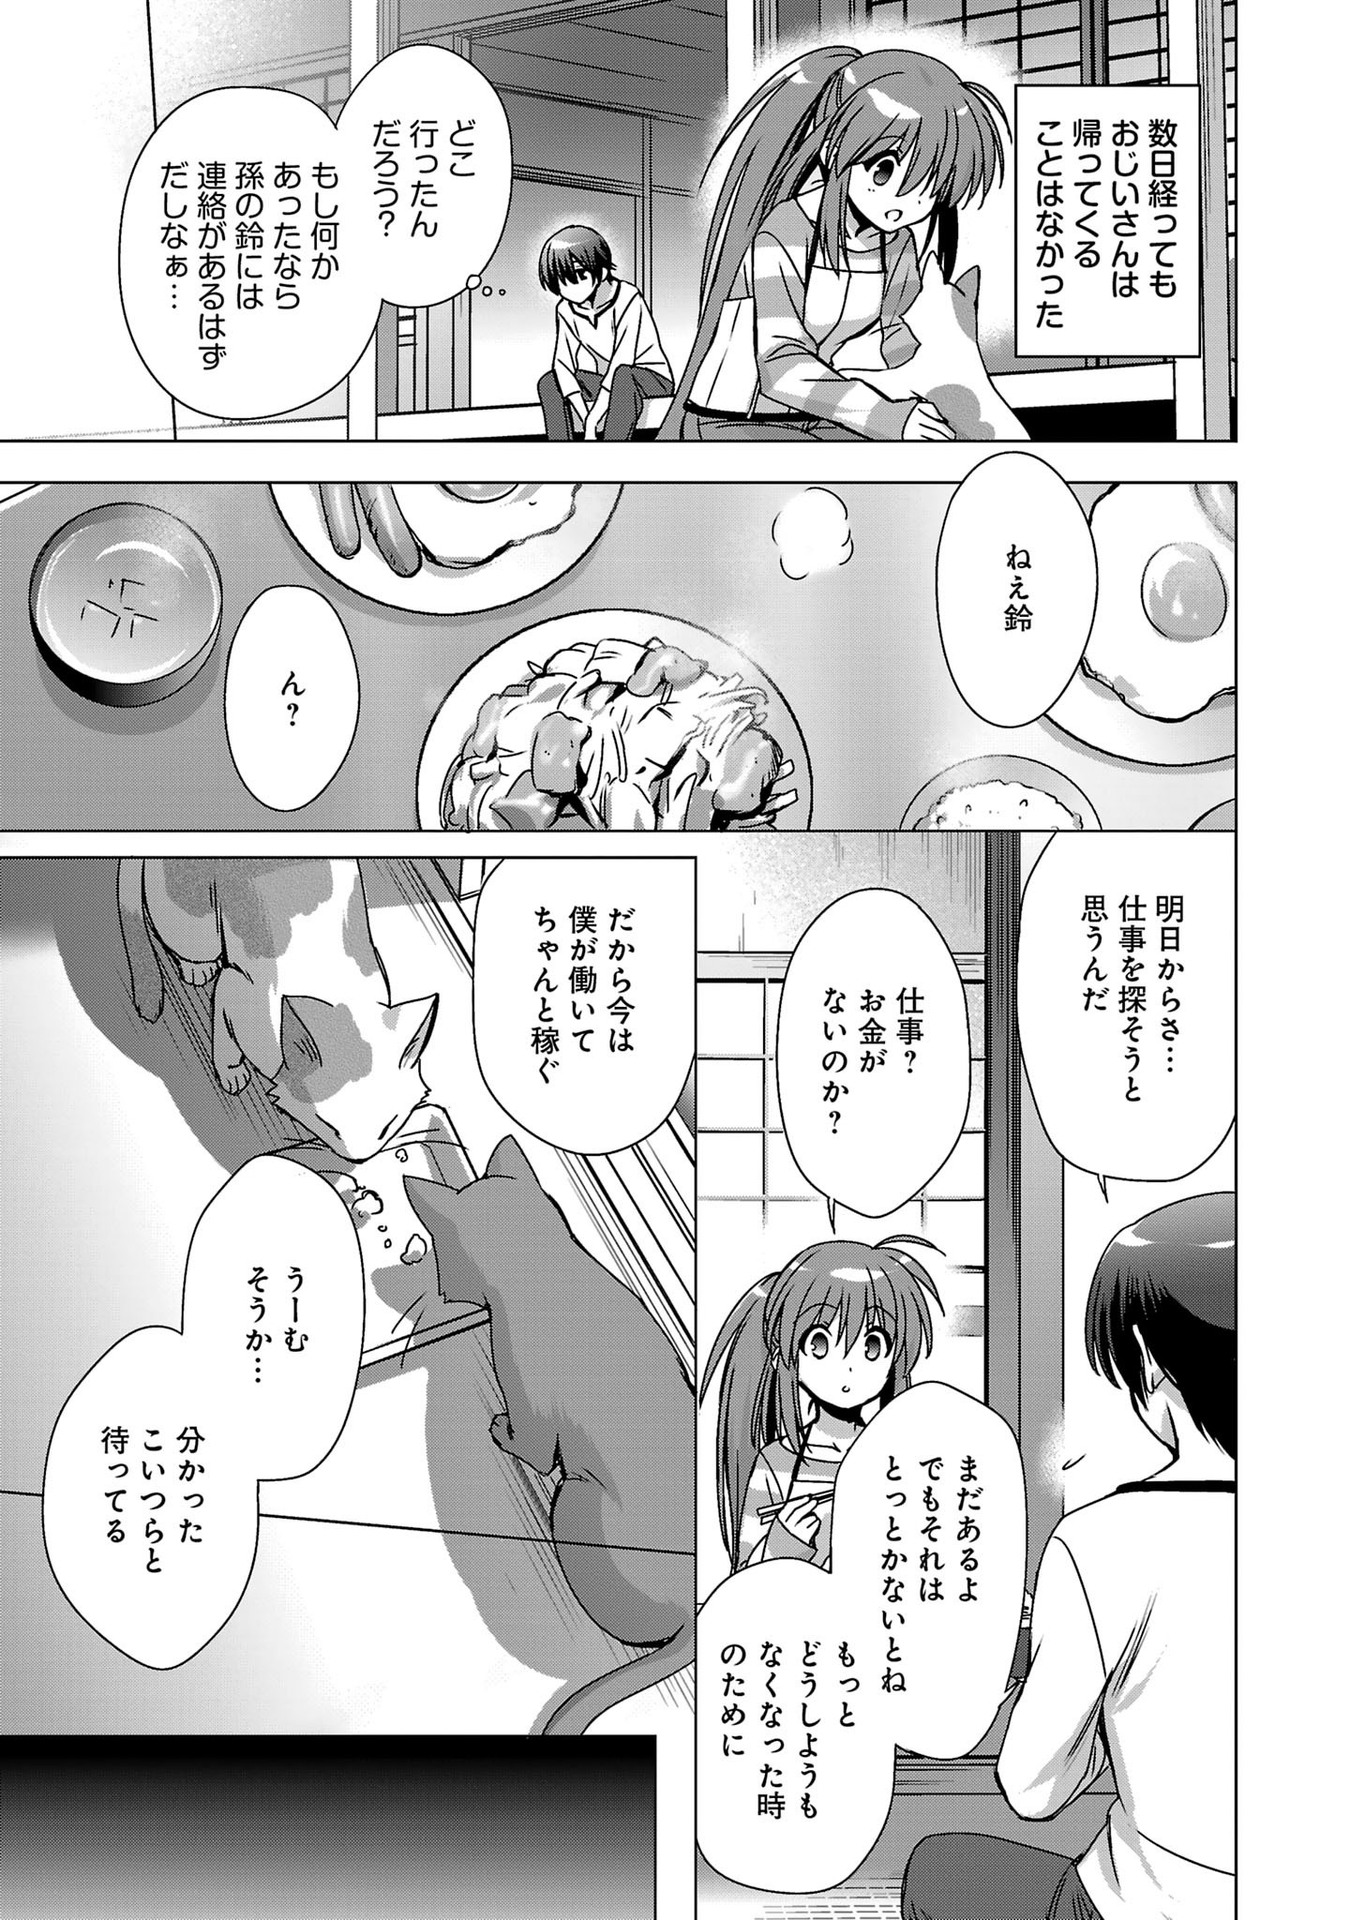 数日経っても
おじいさんは
帰ってくる
ことはなかった
どこ
行ったん
だろう?
もし何か
あったなら
孫の鈴には
連絡があるはず
だしなぁ…
ねぇ鈴
ん?
明日からさ…
仕事を探そうと
思うんだ
仕事?
お金が
ないのか?
まだあるよ
でもそれは
とっとかないとね
もっと
どうしようも
なくなった時
のために
だから今は
僕が働いて
ちゃんと稼ぐ
うーむ
そうか…
分かった
こいつらと
待ってる